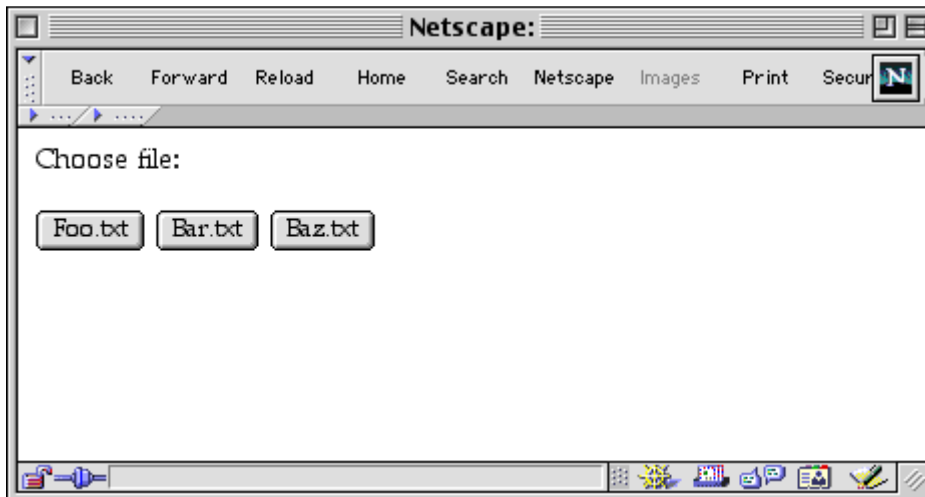 Netscape:
Back Forward Reload Home Search Netscape Images Print Secur N
Choose file:
Foo.txt Bar.txt Baz.txt